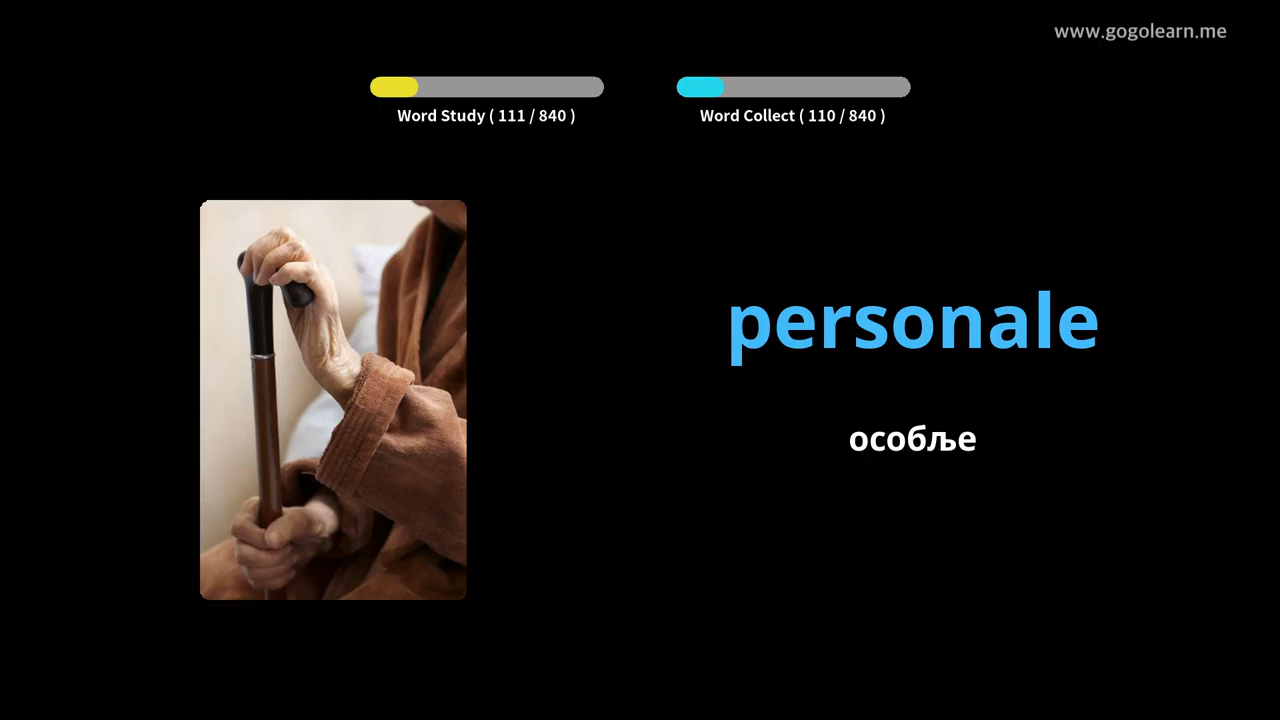 www.gogolearn.me
Word Study ( 111 / 840 )
Word Collect ( 110 / 840 )
personale
особље